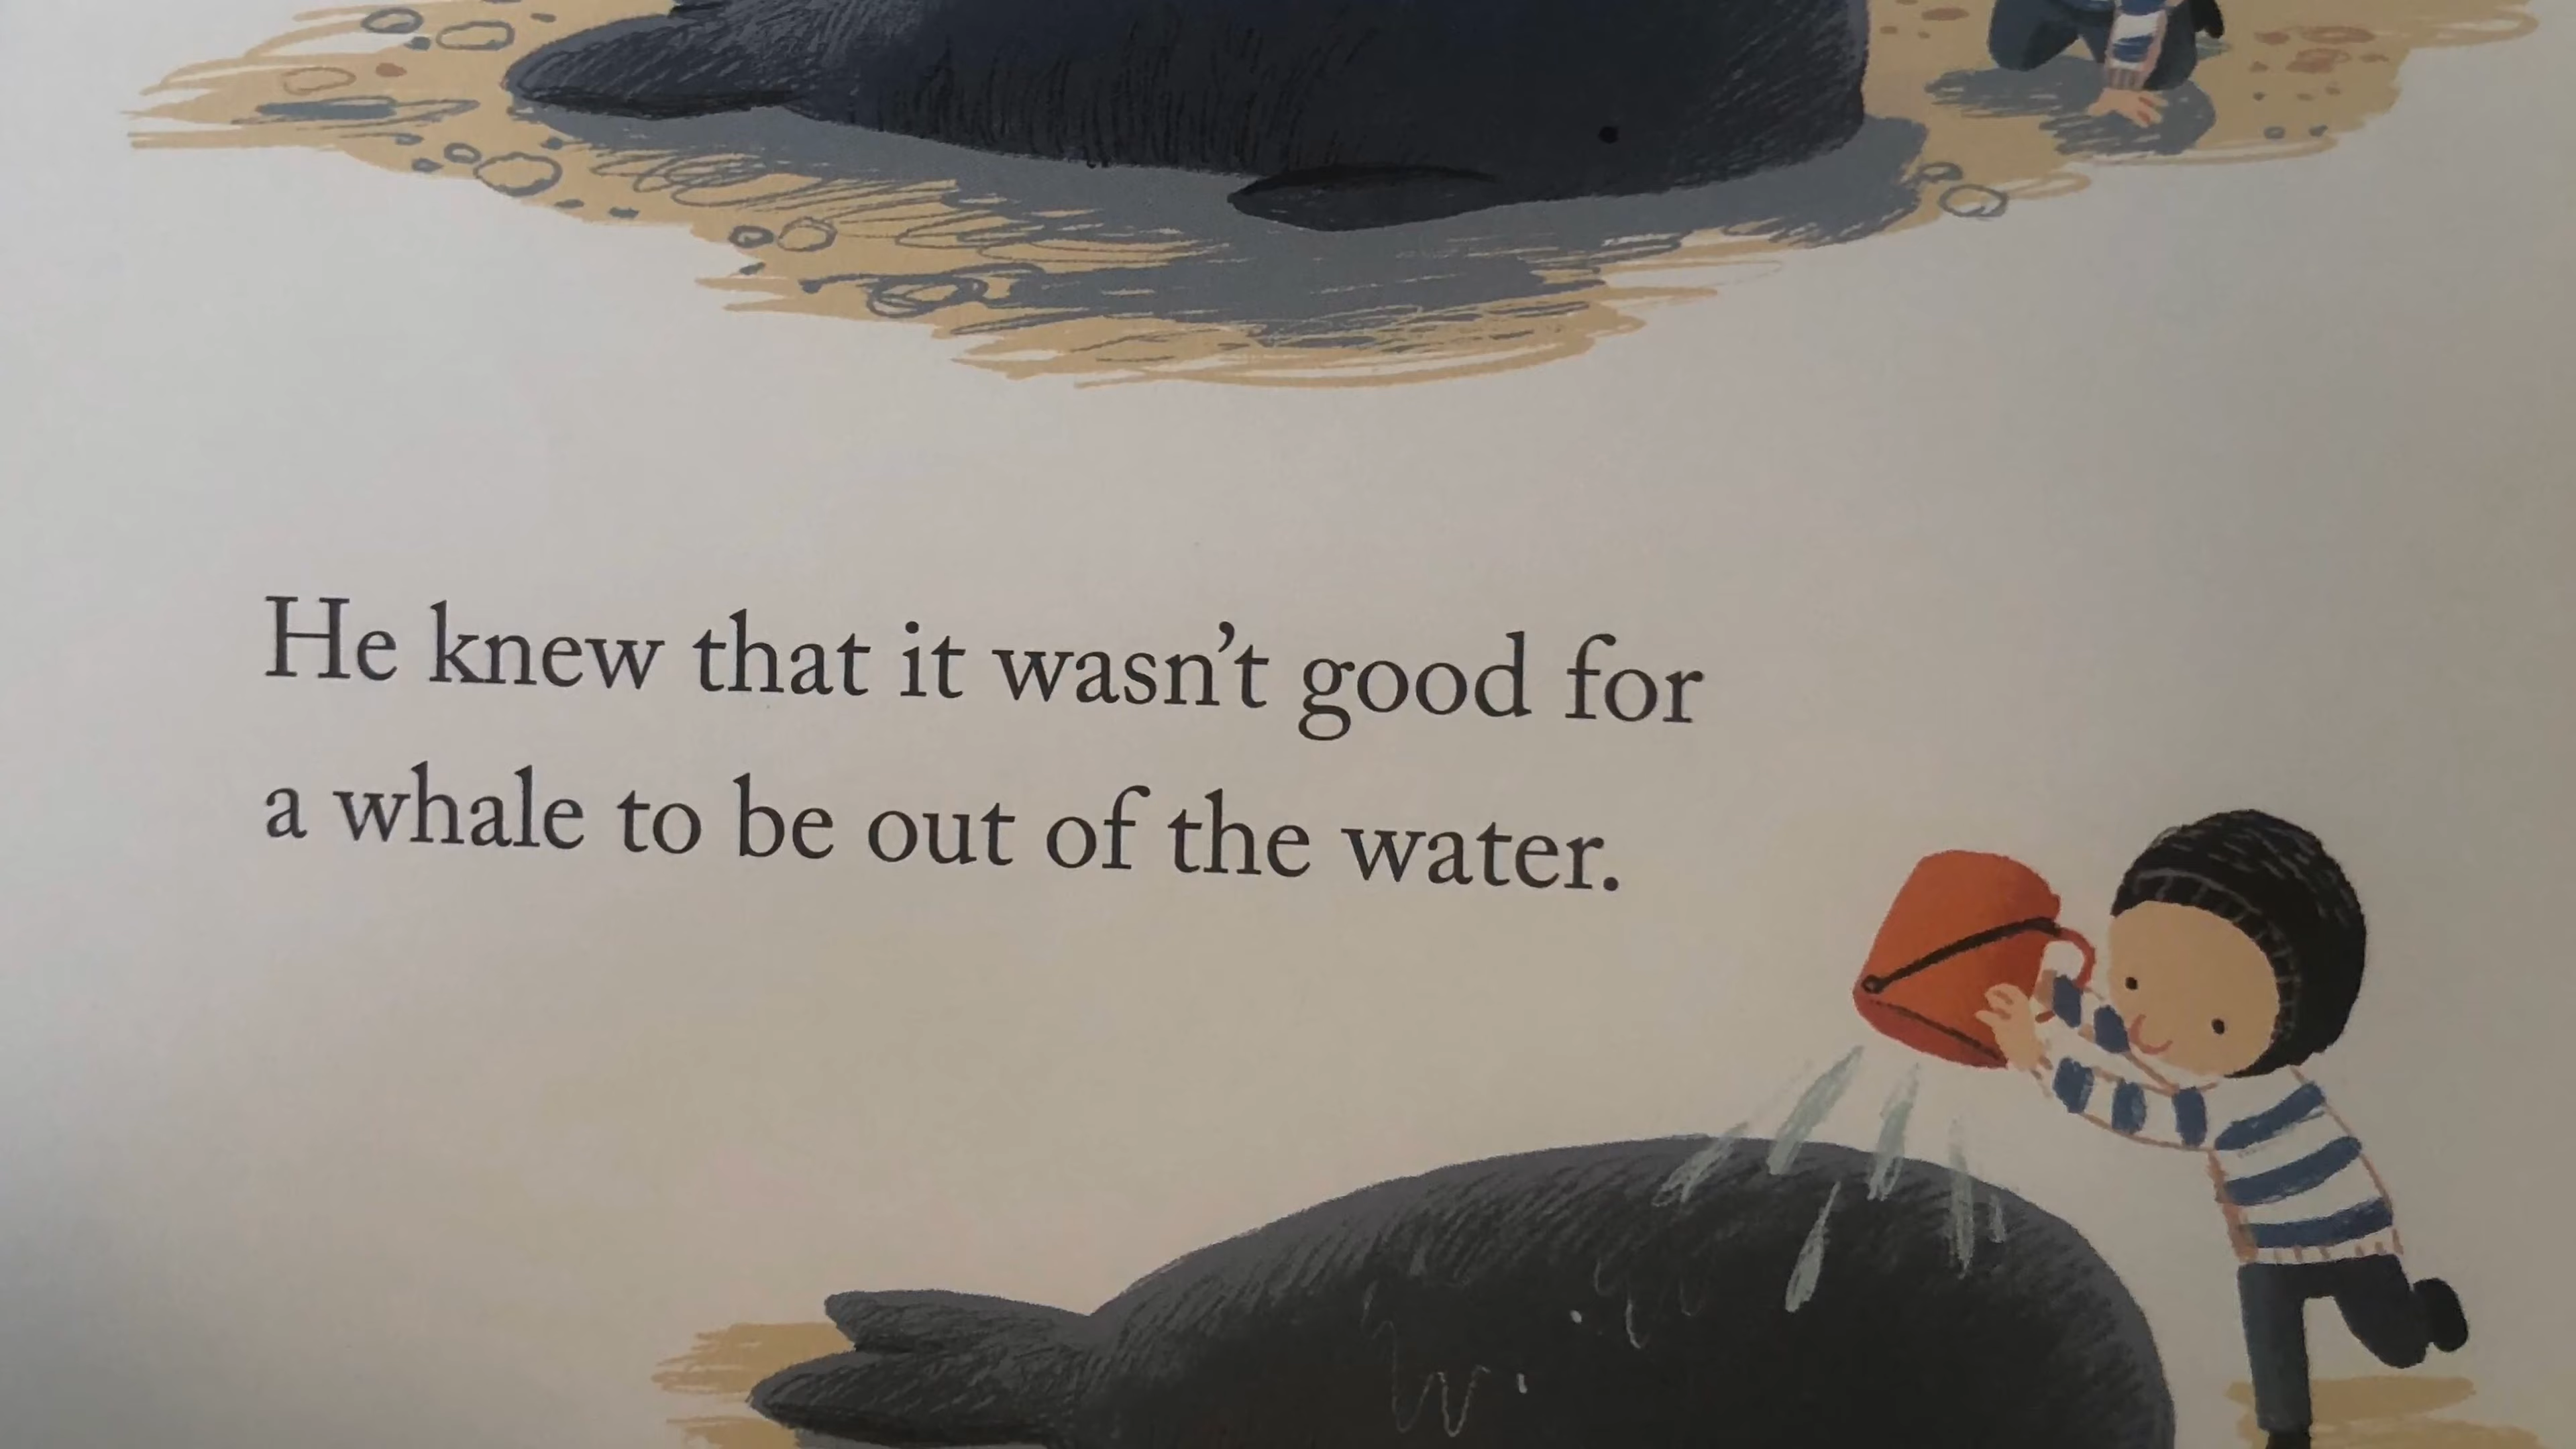 He knew that it wasn’t good for
a whale to be out of the water.